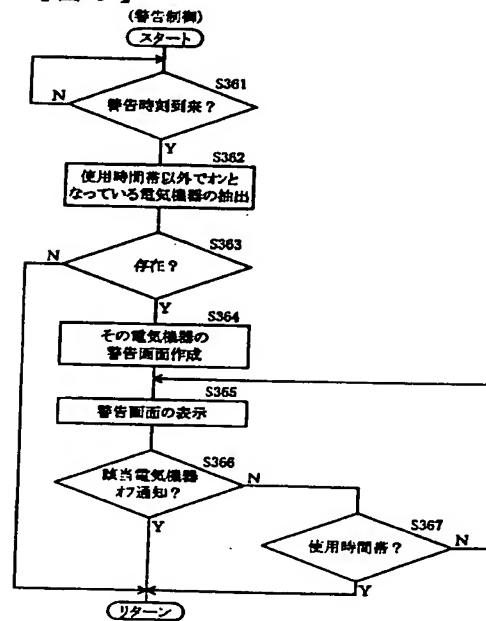 (警告制御)
スタート
S361
N
警告時刻到来？
Y
S362
使用時間帯以外でオンと
なっている電気機器の抽出
S363
N
存在？
Y
S364
その電気機器の
警告画面作成
S365
警告画面の表示
S366
該当電気機器
オフ通知？
N
Y
S367
使用時間帯？
N
Y
リターン